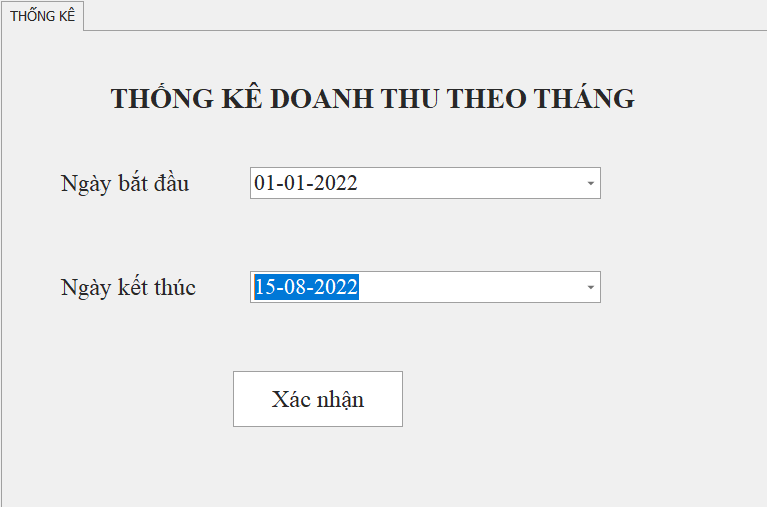 THỐNG KÊ
THỐNG KÊ DOANH THU THEO THÁNG
Ngày bắt đầu 01-01-2022
Ngày kết thúc 15-08-2022
Xác nhận